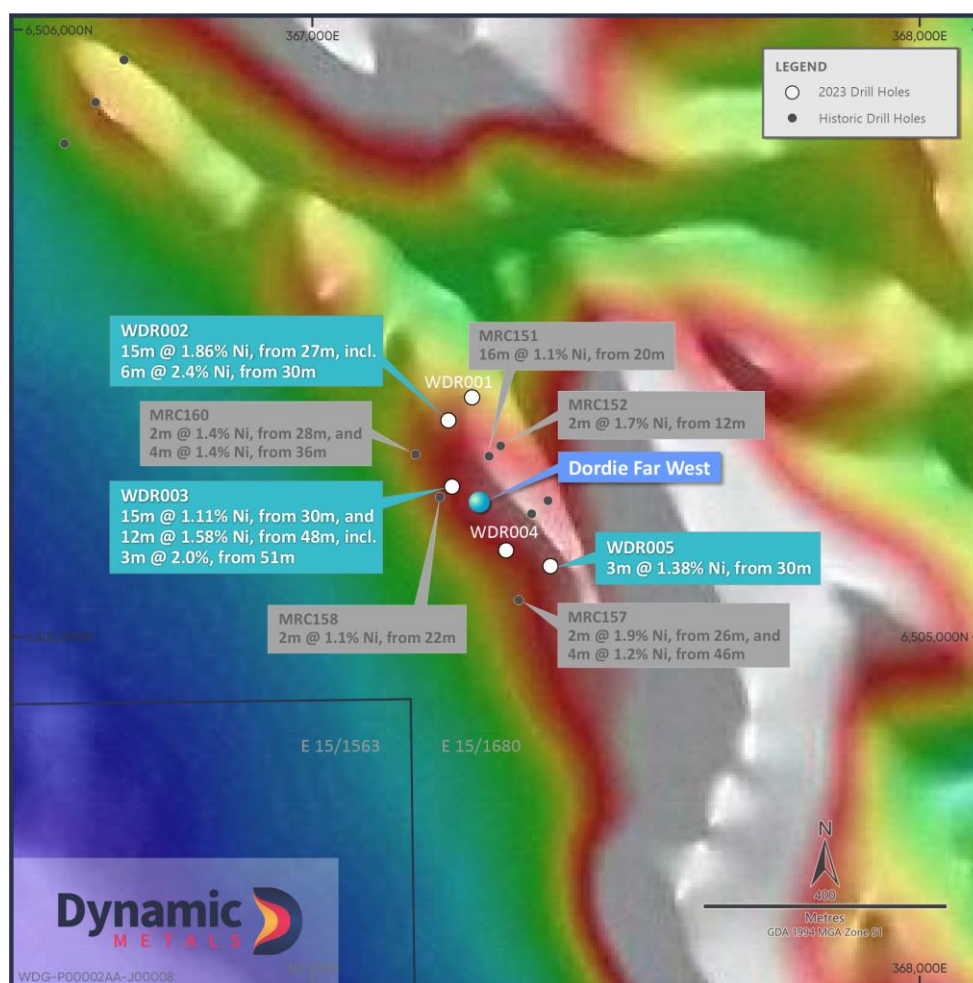 6,506,000N
367,000E
368,000E
LEGEND
2023 Drill Holes
Historic Drill Holes
WDR002
15m @ 1.86% Ni, from 27m, incl.
6m @ 2.4% Ni, from 30m
MRC151
16m @ 1.1% Ni, from 20m
WDR001
MRC152
2m @ 1.7% Ni, from 12m
MRC160
2m @ 1.4% Ni, from 28m, and
4m @ 1.4% Ni, from 36m
Dordie Far West
WDR003
15m @ 1.11% Ni, from 30m, and
12m @ 1.58% Ni, from 48m, incl.
3m @ 2.0%, from 51m
WDR004
WDR005
3m @ 1.38% Ni, from 30m
MRC158
2m @ 1.1% Ni, from 22m
MRC157
2m @ 1.9% Ni, from 26m, and
4m @ 1.2% Ni, from 46m
6,505,000N
6,505,000N
E 15/1563
E 15/1680
N
400
Metres
GDA 1994 MGA Zone 51
Dynamic
METALS
WDG-P00002AA-J00008
368,000E